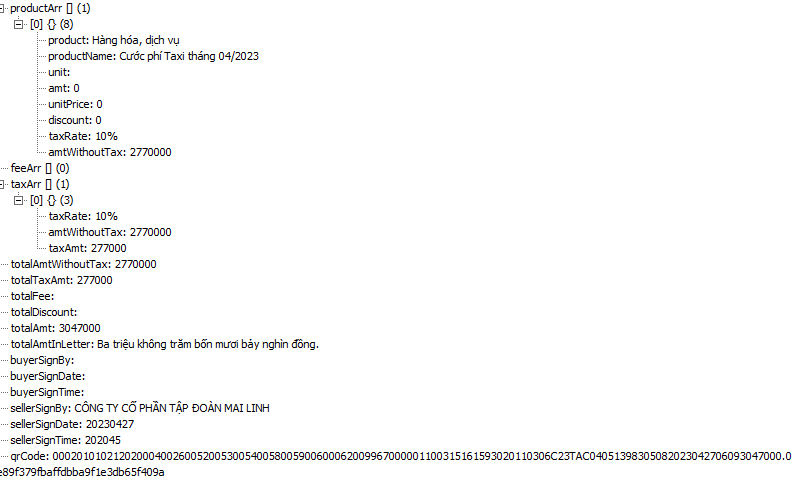 productArr [] (1)
[0] {} (8)
product: Hàng hóa, dịch vụ
productName: Cước phí Taxi tháng 04/2023
unit:
amt: 0
unitPrice: 0
discount: 0
taxRate: 10%
amtWithoutTax: 2770000
feeArr [] (0)
taxArr [] (1)
[0] {} (3)
taxRate: 10%
amtWithoutTax: 2770000
taxAmt: 277000
totalAmtWithoutTax: 2770000
totalTaxAmt: 277000
totalFee:
totalDiscount:
totalAmt: 3047000
totalAmtInLetter: Ba triệu không trăm bốn mươi bảy nghìn đồng.
buyerSignBy:
buyerSignDate:
buyerSignTime:
sellerSignBy: CÔNG TY CỔ PHẦN TẬP ĐOÀN MAI LINH
sellerSignDate: 20230427
sellerSignTime: 202045
qrCode: 00020101021202000400260052005300540058005900600062009967000001100315161593020110306C23TAC04051398305082023042706093047000.0
e89f379fbaffdbba9f1e3db65f409a